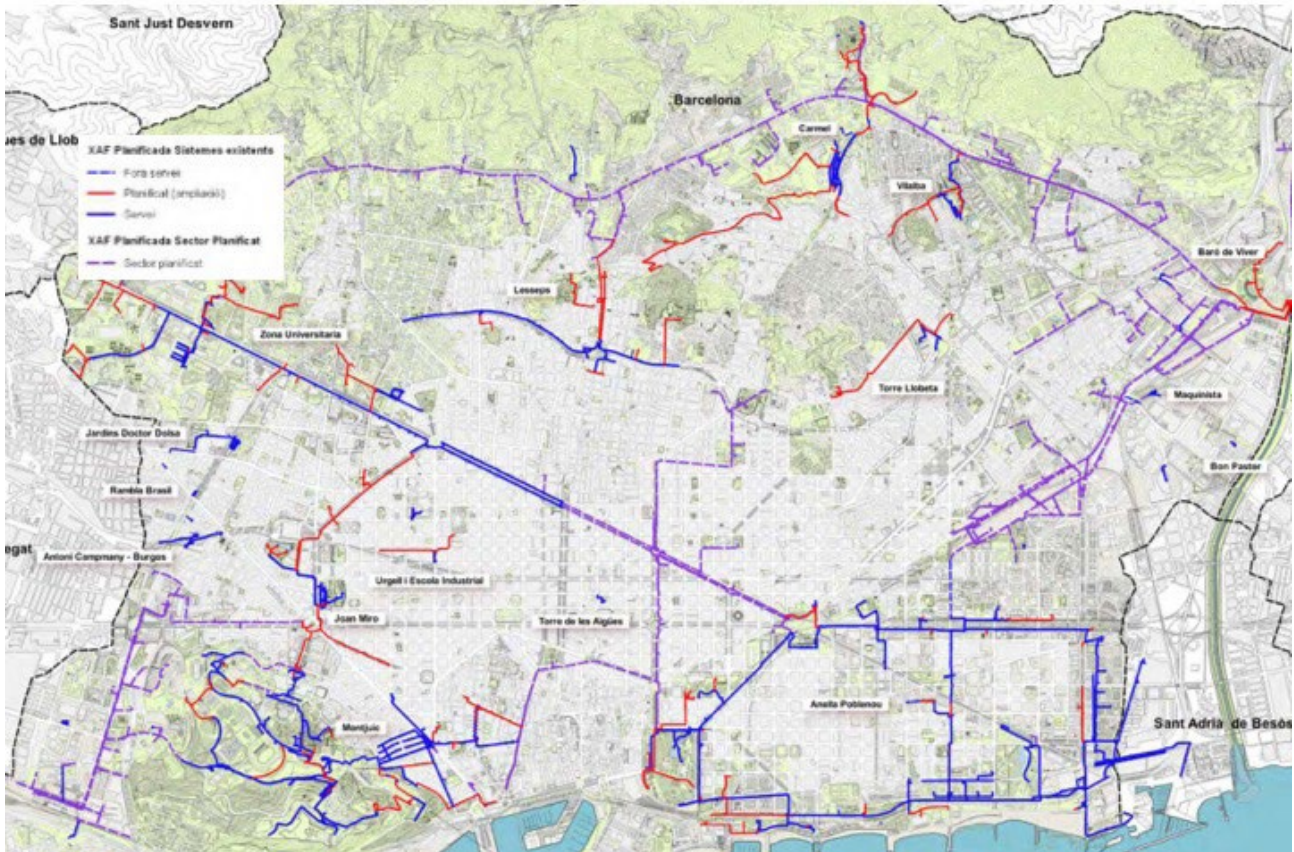 Sant Just Desvern
Barcelona
Carmel
ues de Llob
XAF Planificada Sistemes existents
Fora servei
Planificat (ampliació)
Servei
XAF Planificada Sector Planificat
Sector planificat
Vilalba
Baró de Viver
Lesseps
Zona Universitaria
Torre Llobeta
Maquinista
Jardins Doctor Dolsa
Bon Pastor
Rambla Brasil
egat
Antoni Campmany - Burgos
Urgell i Escola Industrial
Joan Miro
Torre de les Aigües
Anella Poblenou
Montjuic
Sant Adrià de Besòs